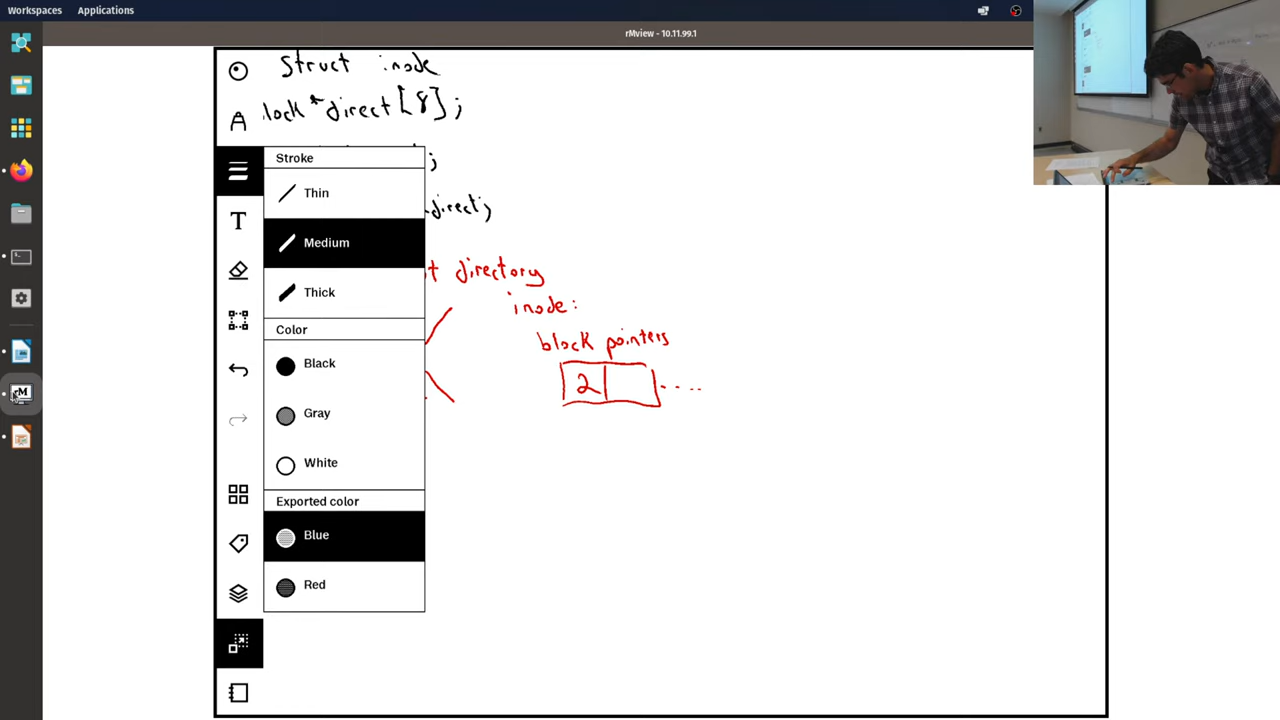 Workspaces Applications
rMview - 10.11.99.1
Struct inode
lock * direct [8];
;
direct;
Stroke
Thin
Medium
Thick
Color
Black
Gray
White
Exported color
Blue
Red
t directory
inode:
block pointers
2
T
M